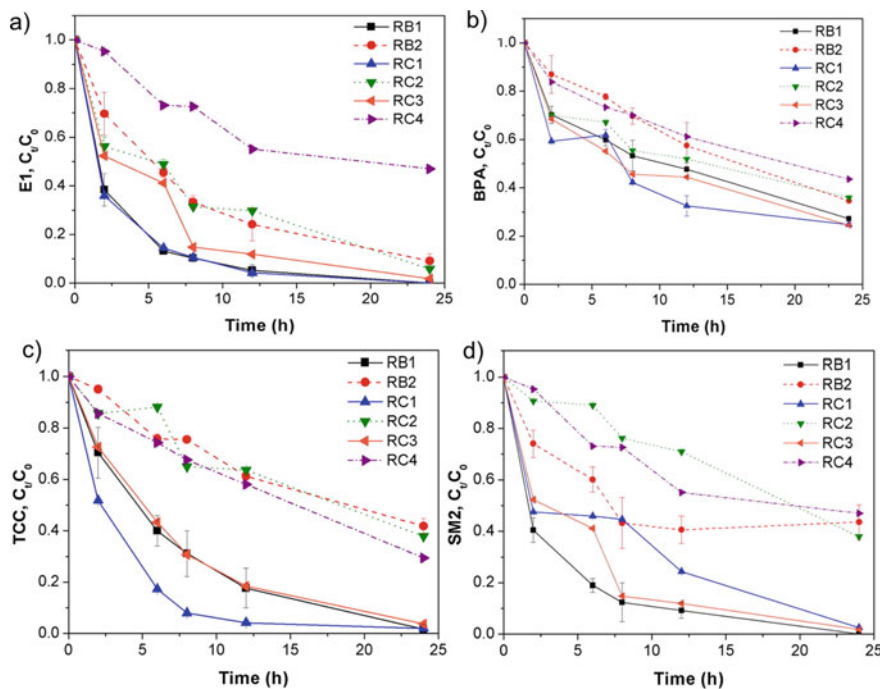 a)
E1, Ct/C0
1.0
0.8
0.6
0.4
0.2
0.0
0 5 10 15 20 25
Time (h)
RB1
RB2
RC1
RC2
RC3
RC4
b)
BPA, Ct/C0
1.0
0.8
0.6
0.4
0.2
0.0
0 5 10 15 20 25
Time (h)
RB1
RB2
RC1
RC2
RC3
RC4
c)
TCC, Ct/C0
1.0
0.8
0.6
0.4
0.2
0.0
0 5 10 15 20 25
Time (h)
RB1
RB2
RC1
RC2
RC3
RC4
d)
SM2, Ct/C0
1.0
0.8
0.6
0.4
0.2
0.0
0 5 10 15 20 25
Time (h)
RB1
RB2
RC1
RC2
RC3
RC4